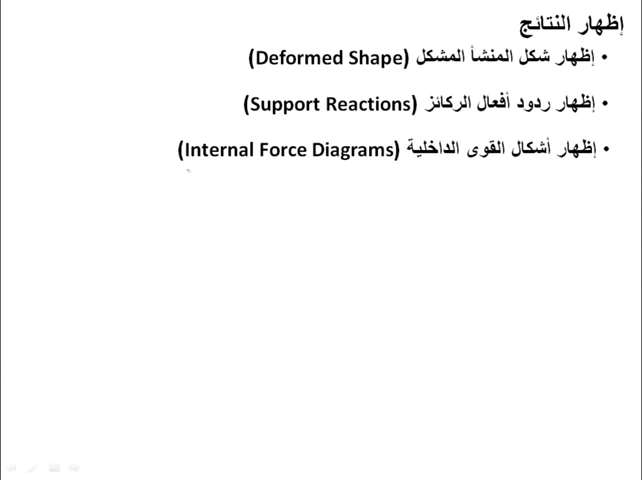 إظهار النتائج
• إظهار شكل المنشأ المشكل (Deformed Shape)
• إظهار ردود أفعال الركائز (Support Reactions)
• إظهار أشكال القوى الداخلية (Internal Force Diagrams)